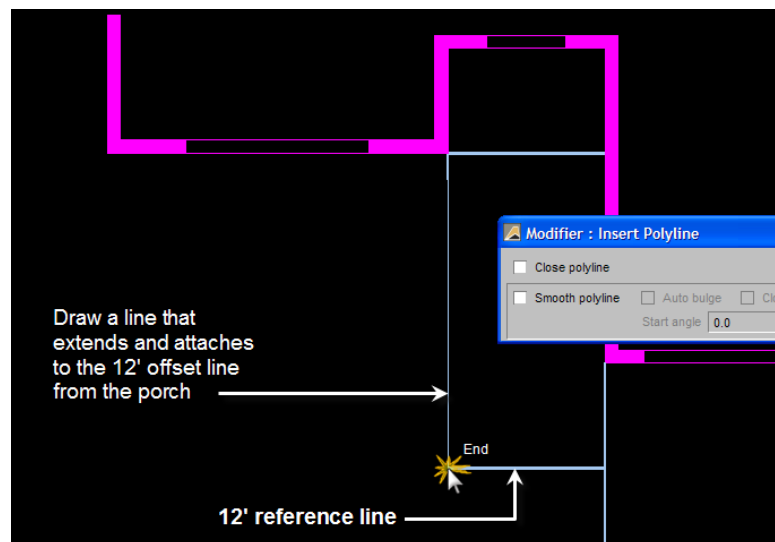 Modifier : Insert Polyline
Close polyline
Smooth polyline
Auto bulge
Start angle
0.0
Draw a line that
extends and attaches
to the 12' offset line
from the porch
End
12' reference line